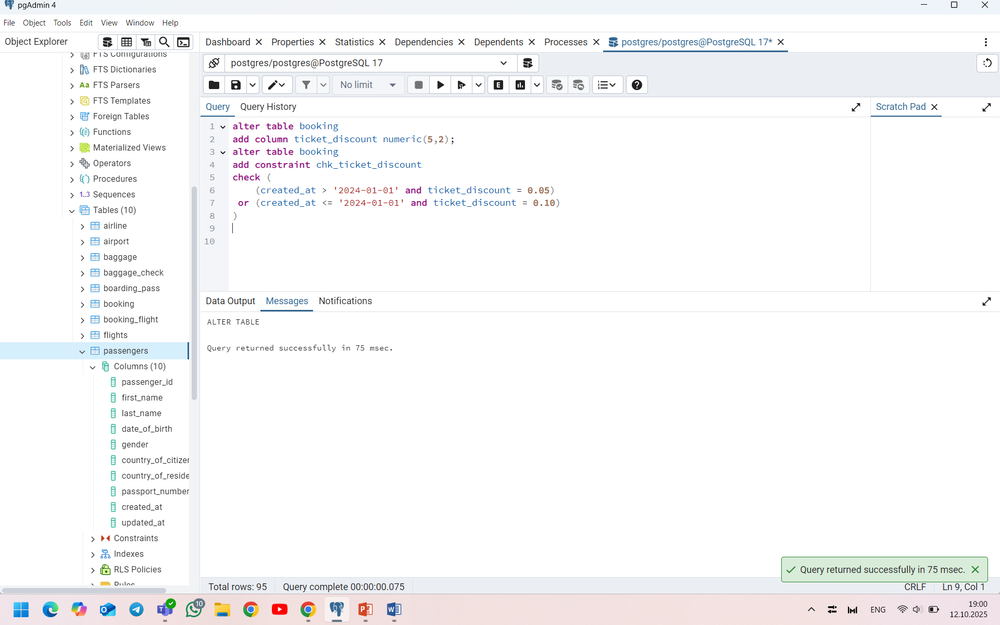 pgAdmin 4
File Object Tools Edit View Window Help
Object Explorer
Dashboard Properties Statistics Dependencies Dependents Processes postgres/postgres@PostgreSQL 17*
FTS Configurations
FTS Dictionaries
Aa FTS Parsers
FTS Templates
Foreign Tables
Functions
Materialized Views
Operators
Procedures
1..3 Sequences
Tables (10)
airline
airport
baggage
baggage_check
boarding_pass
booking
booking_flight
flights
passengers
Columns (10)
passenger_id
first_name
last_name
date_of_birth
gender
country_of_citizer
country_of_reside
passport_number
created_at
updated_at
Constraints
Indexes
RLS Policies
Rules
postgres/postgres@PostgreSQL 17
No limit
E
Query Query History
Scratch Pad
1 alter table booking
2 add column ticket_discount numeric(5,2);
3 alter table booking
4 add constraint chk_ticket_discount
5 check (
6 (created_at > '2024-01-01' and ticket_discount = 0.05)
7 or (created_at <= '2024-01-01' and ticket_discount = 0.10)
8 )
9
10
Data Output Messages Notifications
ALTER TABLE
Query returned successfully in 75 msec.
Query returned successfully in 75 msec.
Total rows: 95 Query complete 00:00:00.075 CRLF Ln 9, Col 1
10
ENG
19:00
12.10.2025